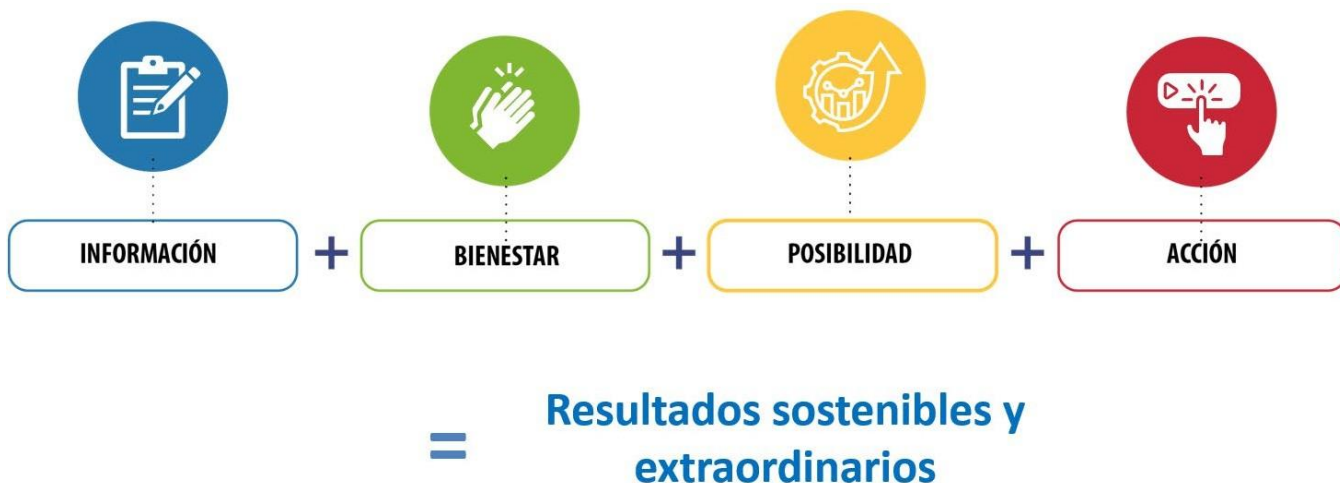 INFORMACIÓN + BIENESTAR + POSIBILIDAD + ACCIÓN
= Resultados sostenibles y
extraordinarios